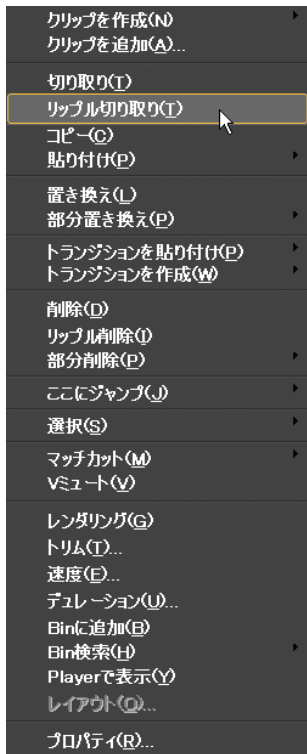 クリップを作成(N)
クリップを追加(A)...
切り取り(T)
リップル切り取り(T)
コピー(C)
貼り付け(P)
置き換え(L)
部分置き換え(P)
トランジションを貼り付け(P)
トランジションを作成(W)
削除(D)
リップル削除(I)
部分削除(P)
ここにジャンプ(J)
選択(S)
マッチカット(M)
Vミュート(V)
レンダリング(G)
トリム(T)...
速度(E)...
デュレーション(U)...
Binに追加(B)
Bin検索(H)
Playerで表示(Y)
レイアウト(O)...
プロパティ(R)...